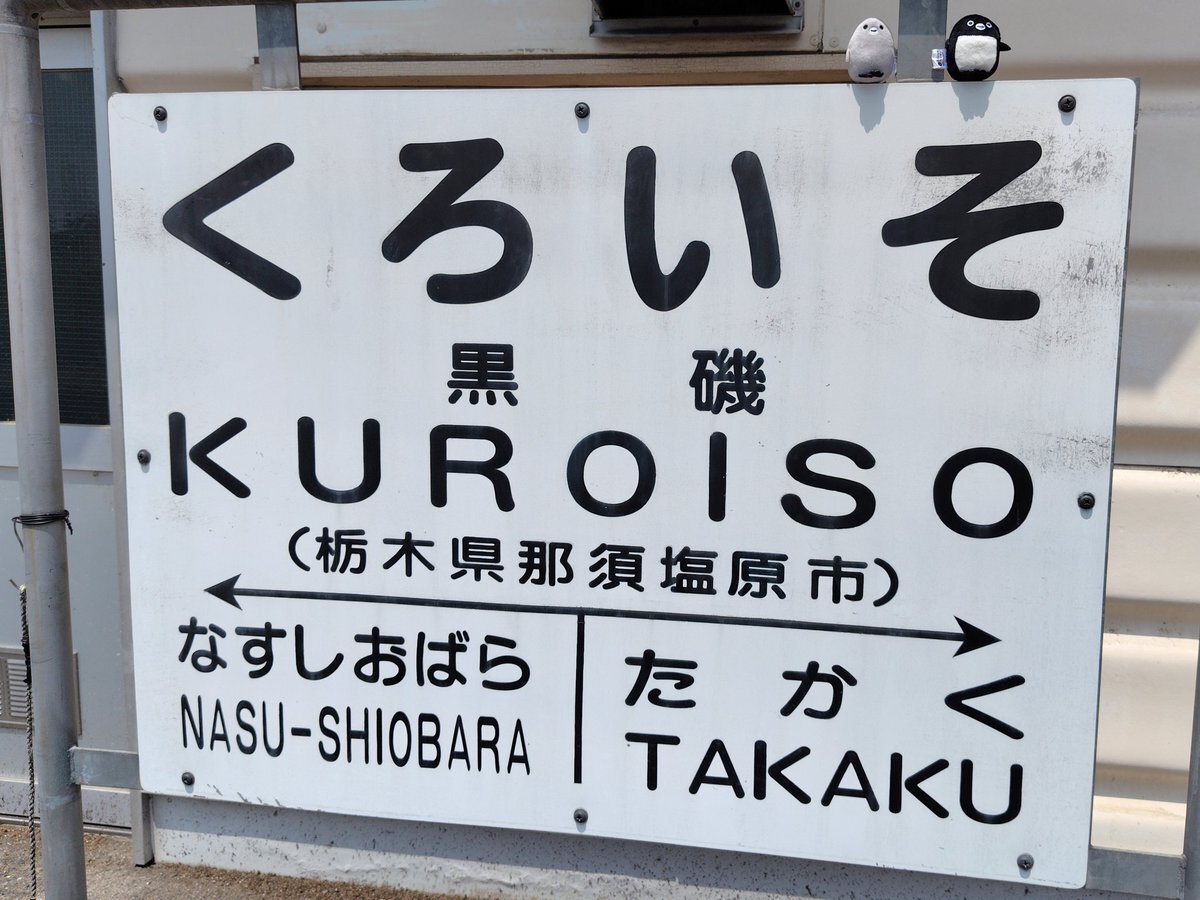 くろいそ
黒磯
KUROISO
(栃木県那須塩原市)
なすしおばら たかく
NASU-SHIOBARA TAKAKU